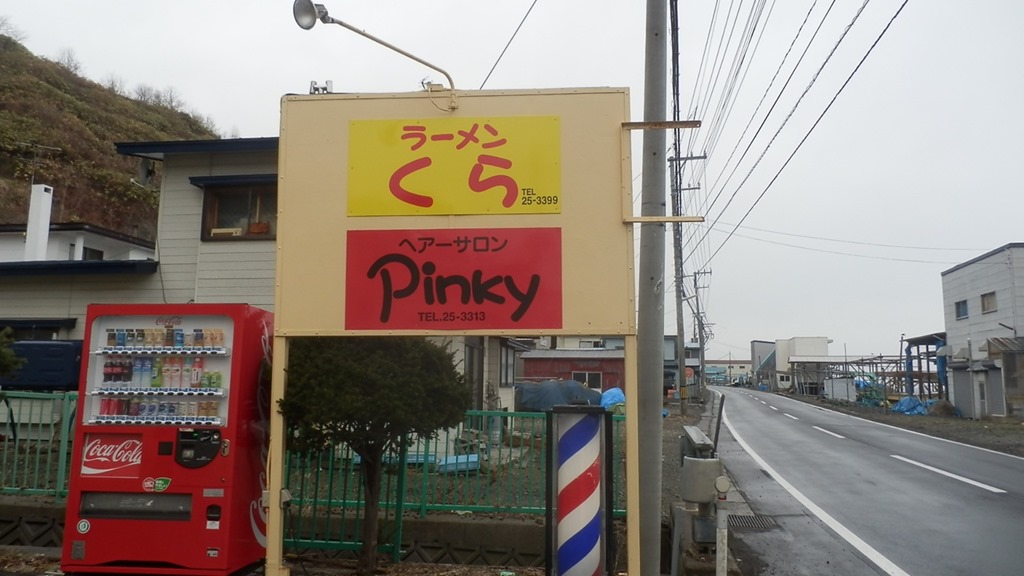 ラーメン
くら
TEL
25-3399
ヘアーサロン
Pinky
TEL.25-3313
Coca-Cola